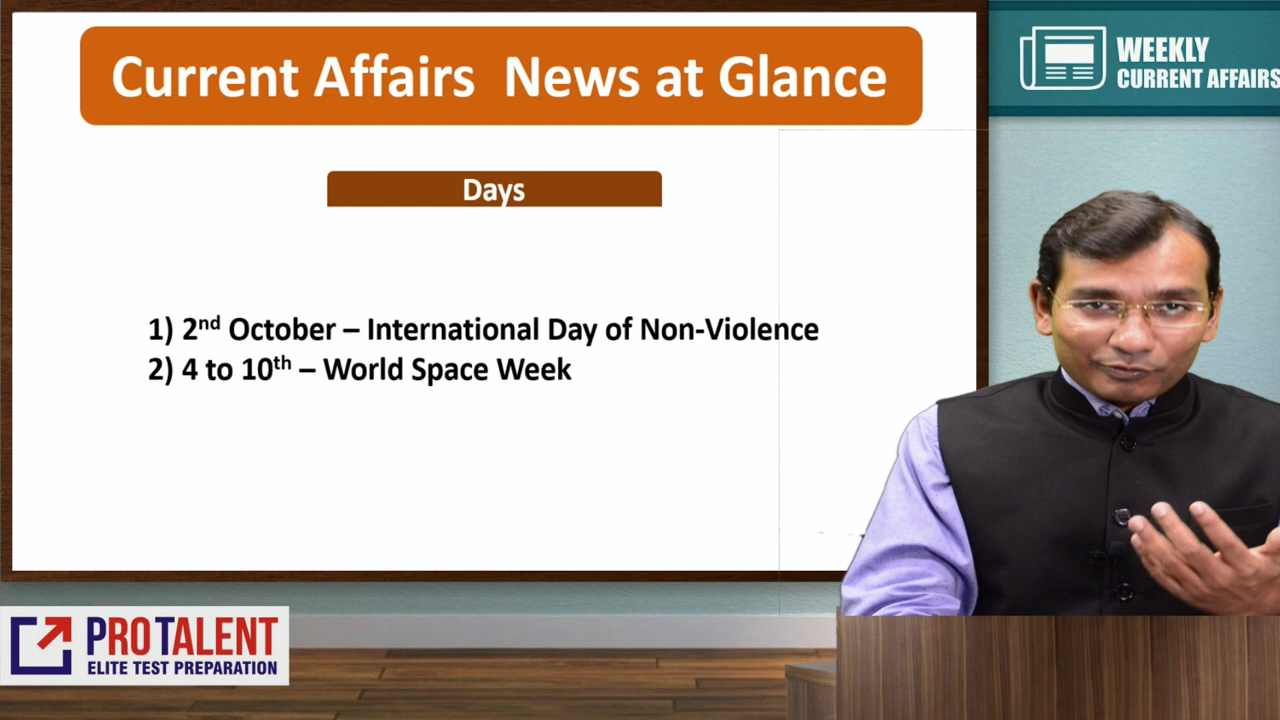 Current Affairs News at Glance
WEEKLY
CURRENT AFFAIRS
Days
1) 2nd October – International Day of Non-Violence
2) 4 to 10th – World Space Week
PROTALENT
ELITE TEST PREPARATION